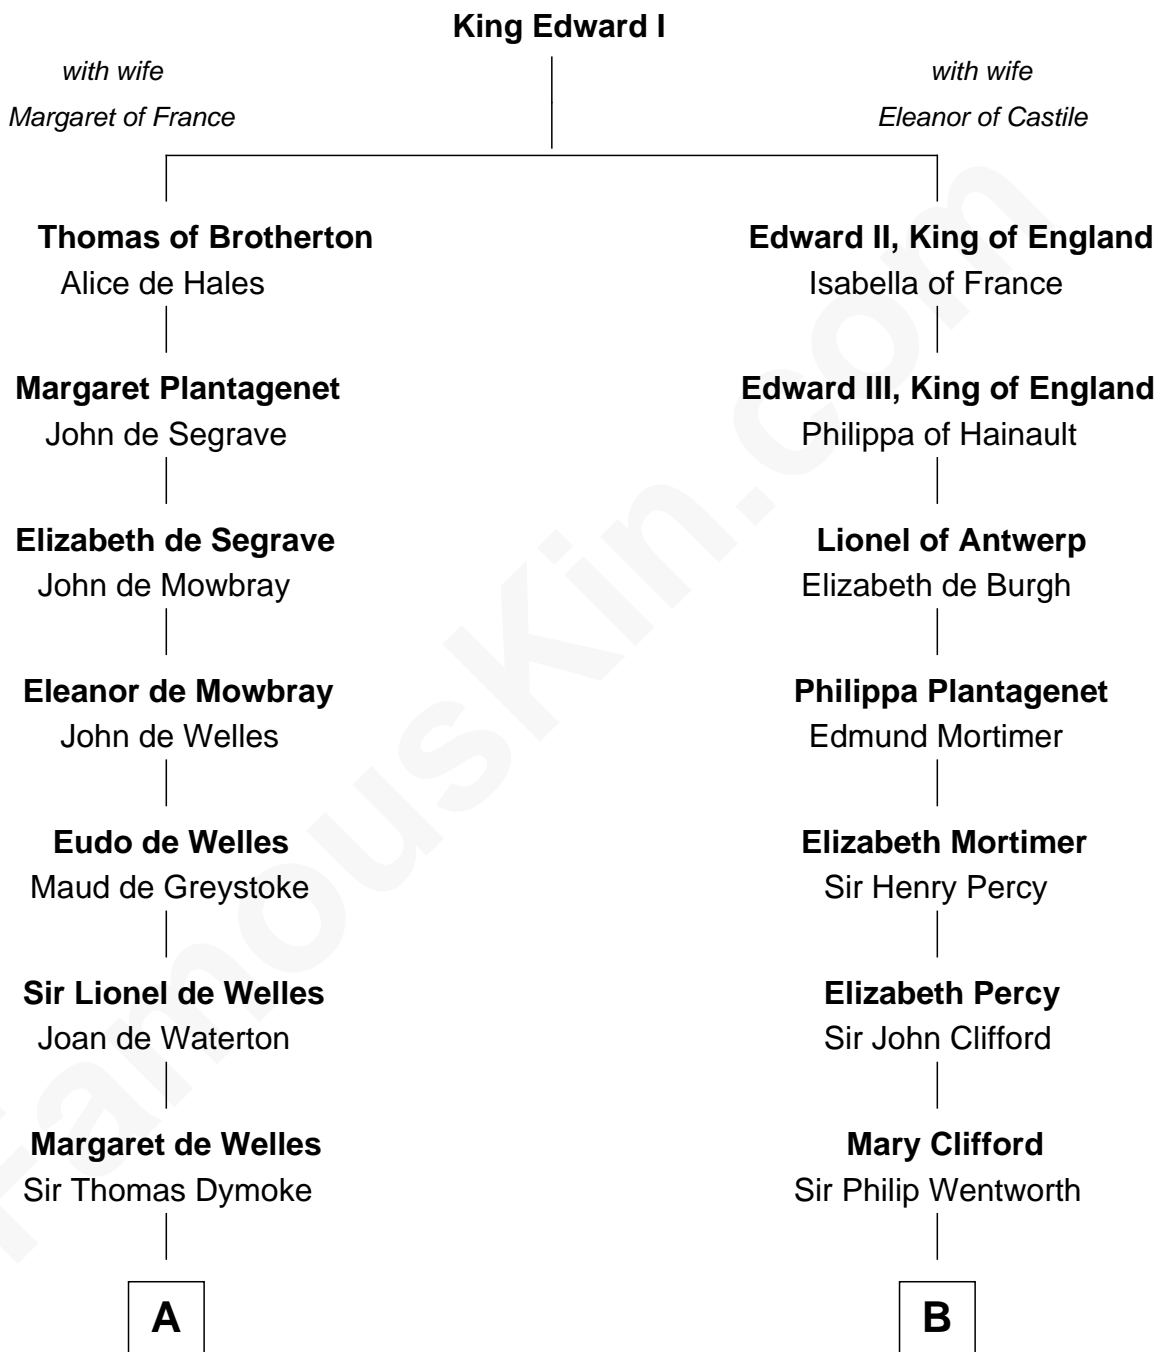 King Edward I
with wife
Margaret of France
with wife
Eleanor of Castile
Thomas of Brotherton
Alice de Hales
Edward II, King of England
Isabella of France
Margaret Plantagenet
John de Segrave
Edward III, King of England
Philippa of Hainault
Elizabeth de Segrave
John de Mowbray
Lionel of Antwerp
Elizabeth de Burgh
Eleanor de Mowbray
John de Welles
Philippa Plantagenet
Edmund Mortimer
Eudo de Welles
Maud de Greystoke
Elizabeth Mortimer
Sir Henry Percy
Sir Lionel de Welles
Joan de Waterton
Elizabeth Percy
Sir John Clifford
Margaret de Welles
Sir Thomas Dymoke
Mary Clifford
Sir Philip Wentworth
A
B
FamousKin.com